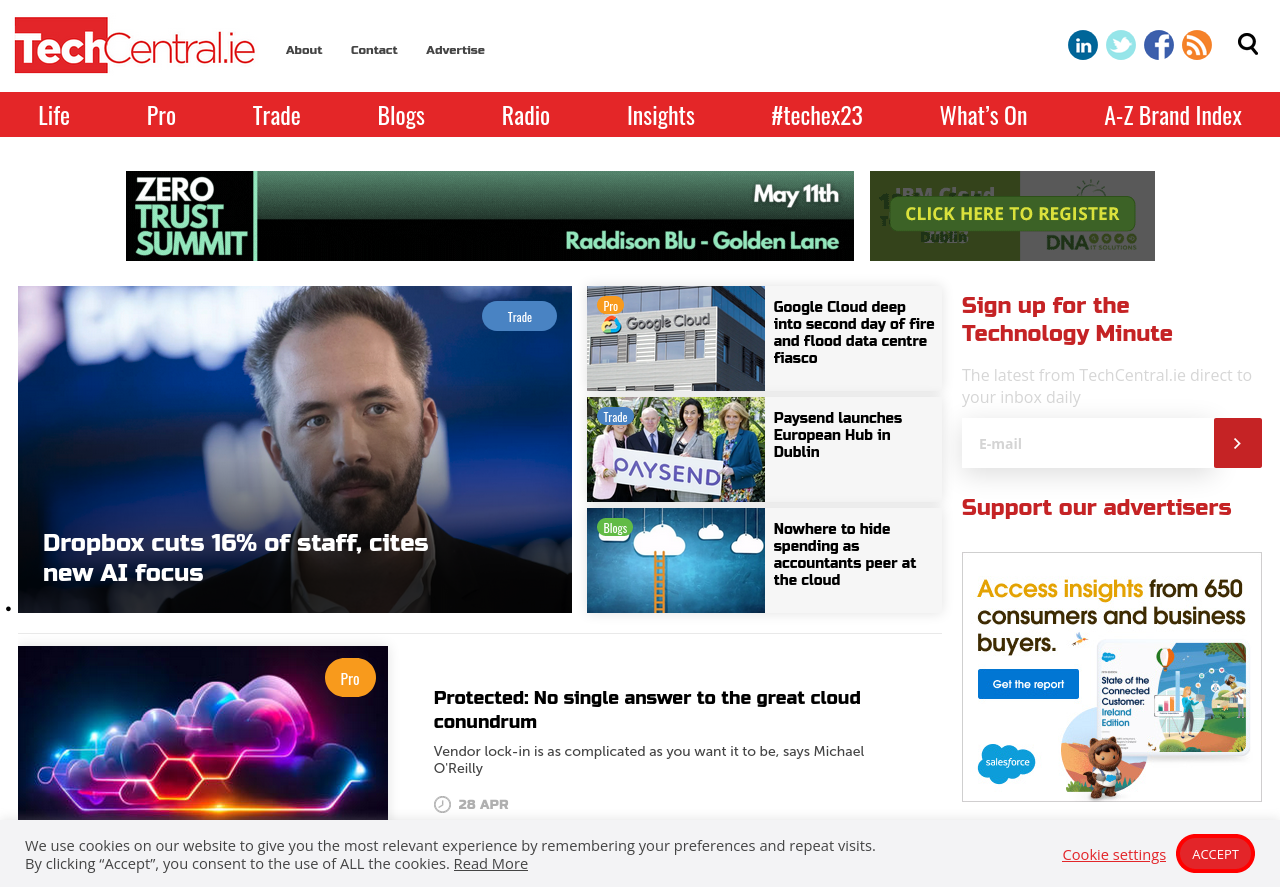 TechCentral.ie
About
Contact
Advertise
Life
Pro
Trade
Blogs
Radio
Insights
#techex23
What's On
A-Z Brand Index
ZERO
TRUST
SUMMIT
May 11th
Raddison Blu - Golden Lane
IBM Cloud
CLICK HERE TO REGISTER
Dublin
DNA
IT SOLUTIONS
Trade
Dropbox cuts 16% of staff, cites
new AI focus
Pro
Google Cloud
Google Cloud deep
into second day of fire
and flood data centre
fiasco
Trade
PAYSEND
Paysend launches
European Hub in
Dublin
Blogs
Nowhere to hide
spending as
accountants peer at
the cloud
Sign up for the
Technology Minute
The latest from TechCentral.ie direct to
your inbox daily
E-mail
Support our advertisers
Access insights from 650
consumers and business
buyers.
Get the report
State of the
Connected
Customer:
Ireland
Edition
salesforce
Pro
Protected: No single answer to the great cloud
conundrum
Vendor lock-in is as complicated as you want it to be, says Michael
O'Reilly
28 APR
We use cookies on our website to give you the most relevant experience by remembering your preferences and repeat visits.
By clicking “Accept”, you consent to the use of ALL the cookies. Read More
Cookie settings
ACCEPT